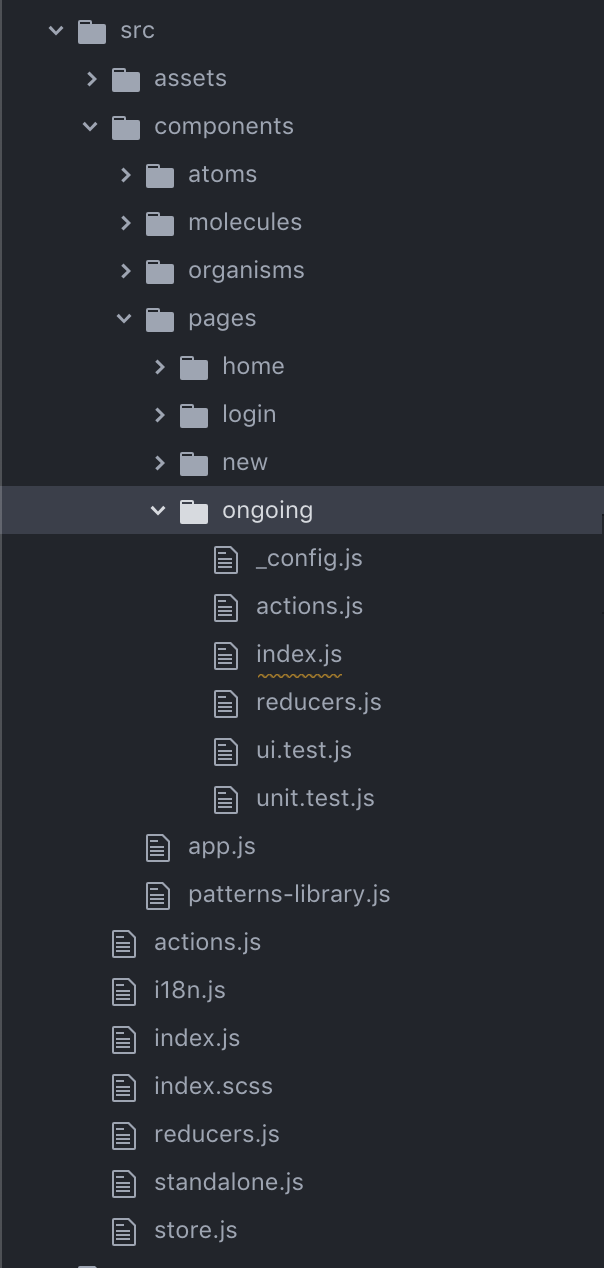 src
assets
components
atoms
molecules
organisms
pages
home
login
new
ongoing
_config.js
actions.js
index.js
reducers.js
ui.test.js
unit.test.js
app.js
patterns-library.js
actions.js
i18n.js
index.js
index.scss
reducers.js
standalone.js
store.js